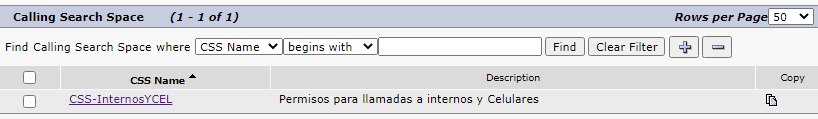 Calling Search Space (1 - 1 of 1) Rows per Page 50
Find Calling Search Space where CSS Name begins with Find Clear Filter
CSS Name Description Copy
CSS-InternosYCEL Permisos para llamadas a internos y Celulares